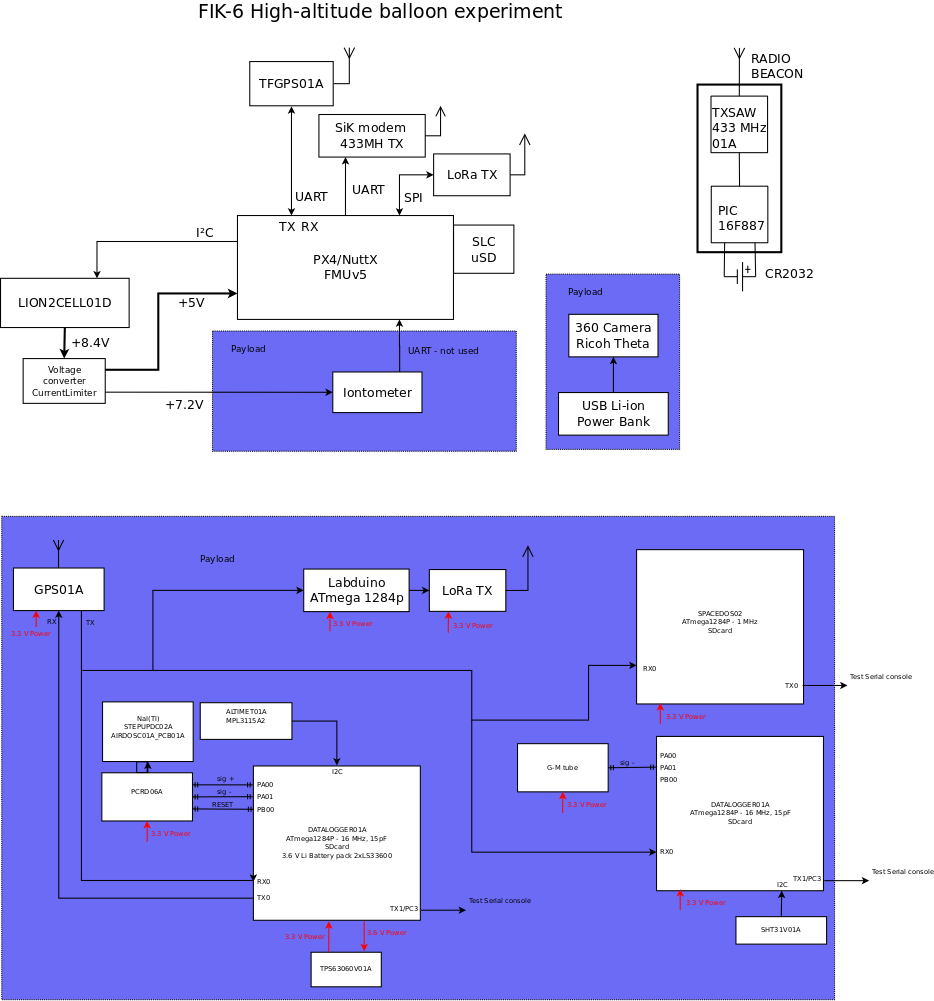 FIK-6 High-altitude balloon experiment
TFGPS01A
SiK modem
433MH TX
LoRa TX
UART
UART
SPI
TX RX
PX4/NuttX
FMUv5
SLC
uSD
I²C
LION2CELL01D
+8.4V
+5V
Voltage
converter
CurrentLimiter
+7.2V
Payload
UART - not used
Iontometer
Payload
360 Camera
Ricoh Theta
USB Li-ion
Power Bank
RADIO
BEACON
TXSAW
433 MHz
01A
PIC
16F887
+
CR2032
Payload
GPS01A
3.3 V Power
RX
TX
Labduino
ATmega 1284p
3.3 V Power
LoRa TX
3.3 V Power
SPACEDOS02
ATmega1284P - 1 MHz
SDcard
RX0
TX0
Test Serial console
3.3 V Power
NaI(Tl)
STEPUPDC02A
AIRDOSC01A_PCB01A
ALTIMET01A
MPL3115A2
PCRD06A
3.3 V Power
sig +
sig -
RESET
I2C
PA00
PA01
PB00
DATALOGGER01A
ATmega1284P - 16 MHz, 15pF
SDcard
3.6 V Li Battery pack 2xLS33600
RX0
TX0
TX1/PC3
Test Serial console
3.3 V Power
3.6 V Power
TPS63060V01A
G-M tube
3.3 V Power
sig -
PA00
PA01
PB00
DATALOGGER01A
ATmega1284P - 16 MHz, 15pF
SDcard
RX0
TX1/PC3
I2C
Test Serial console
3.3 V Power
SHT31V01A